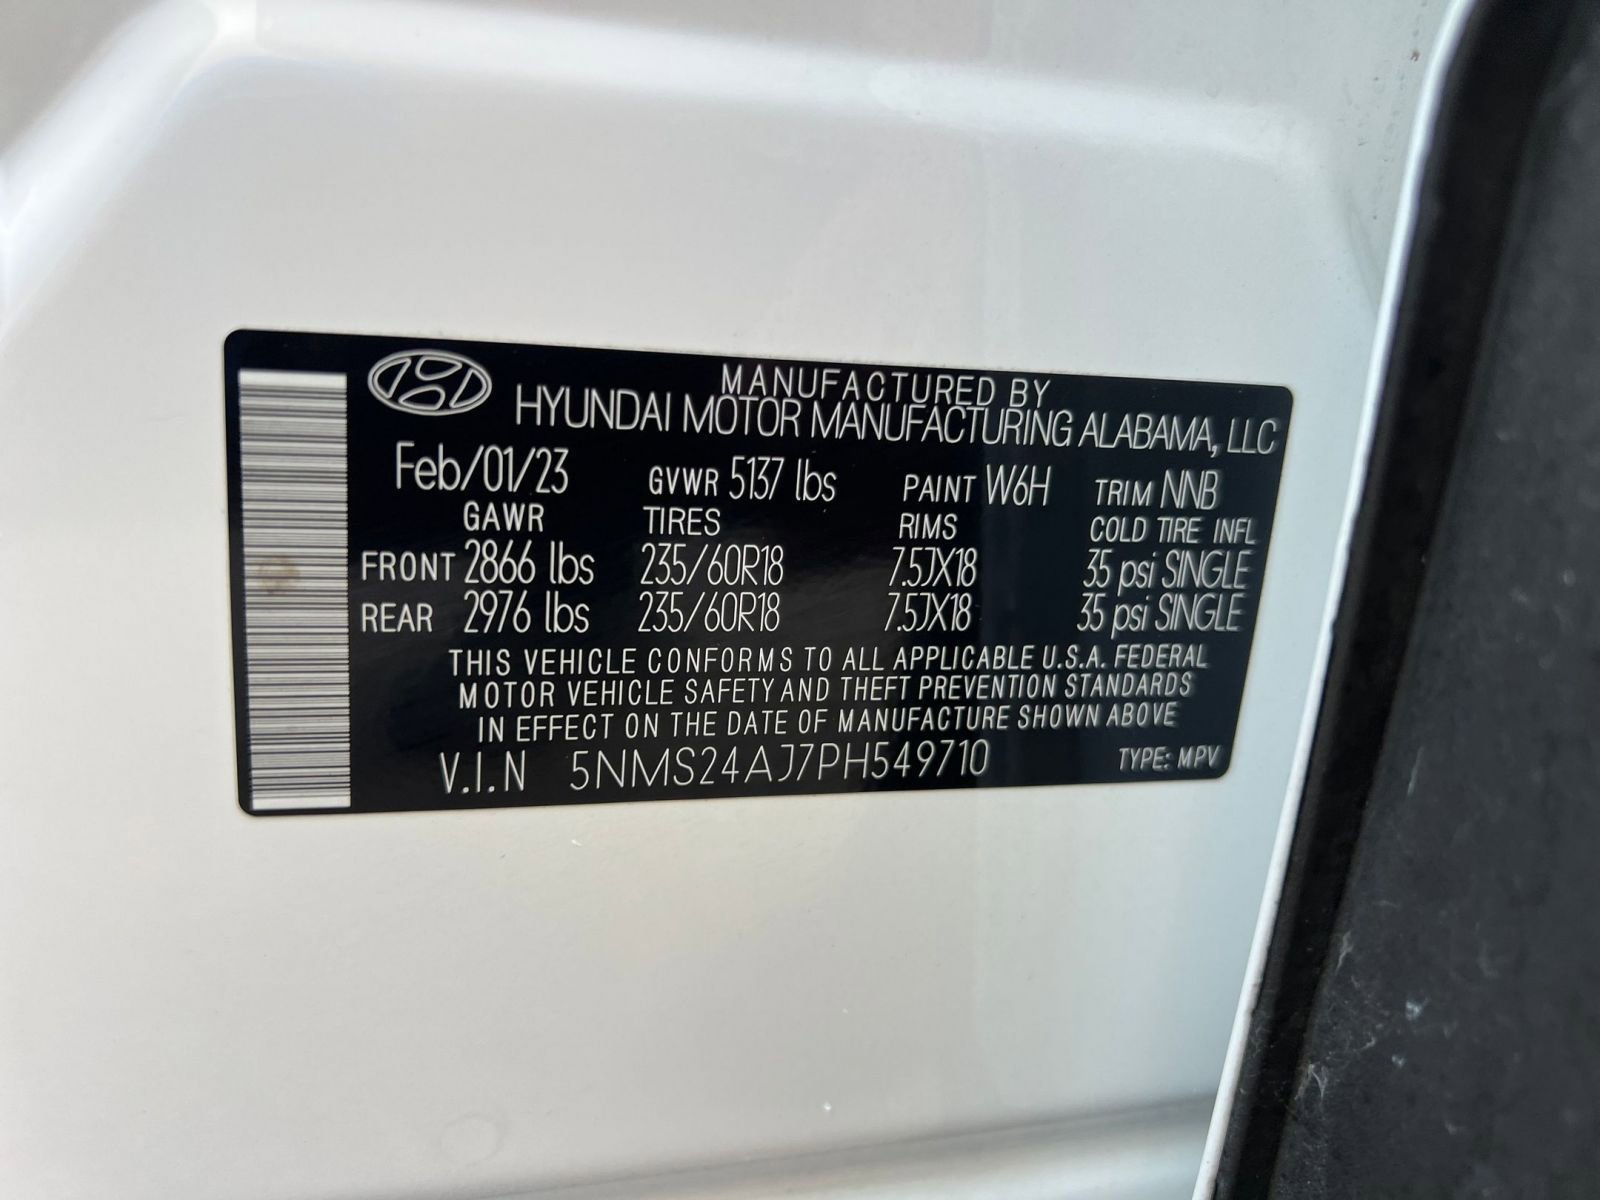 MANUFACTURED BY
HYUNDAI MOTOR MANUFACTURING ALABAMA, LLC
Feb/01/23 GVWR 5137 lbs PAINT W6H TRIM NNB
GAWR TIRES RIMS COLD TIRE INFL
FRONT 2866 lbs 235/60R18 7.5JX18 35 psi SINGLE
REAR 2976 lbs 235/60R18 7.5JX18 35 psi SINGLE
THIS VEHICLE CONFORMS TO ALL APPLICABLE U.S.A. FEDERAL
MOTOR VEHICLE SAFETY AND THEFT PREVENTION STANDARDS
IN EFFECT ON THE DATE OF MANUFACTURE SHOWN ABOVE
V.I.N 5NMS24AJ7PH549710 TYPE: MPV